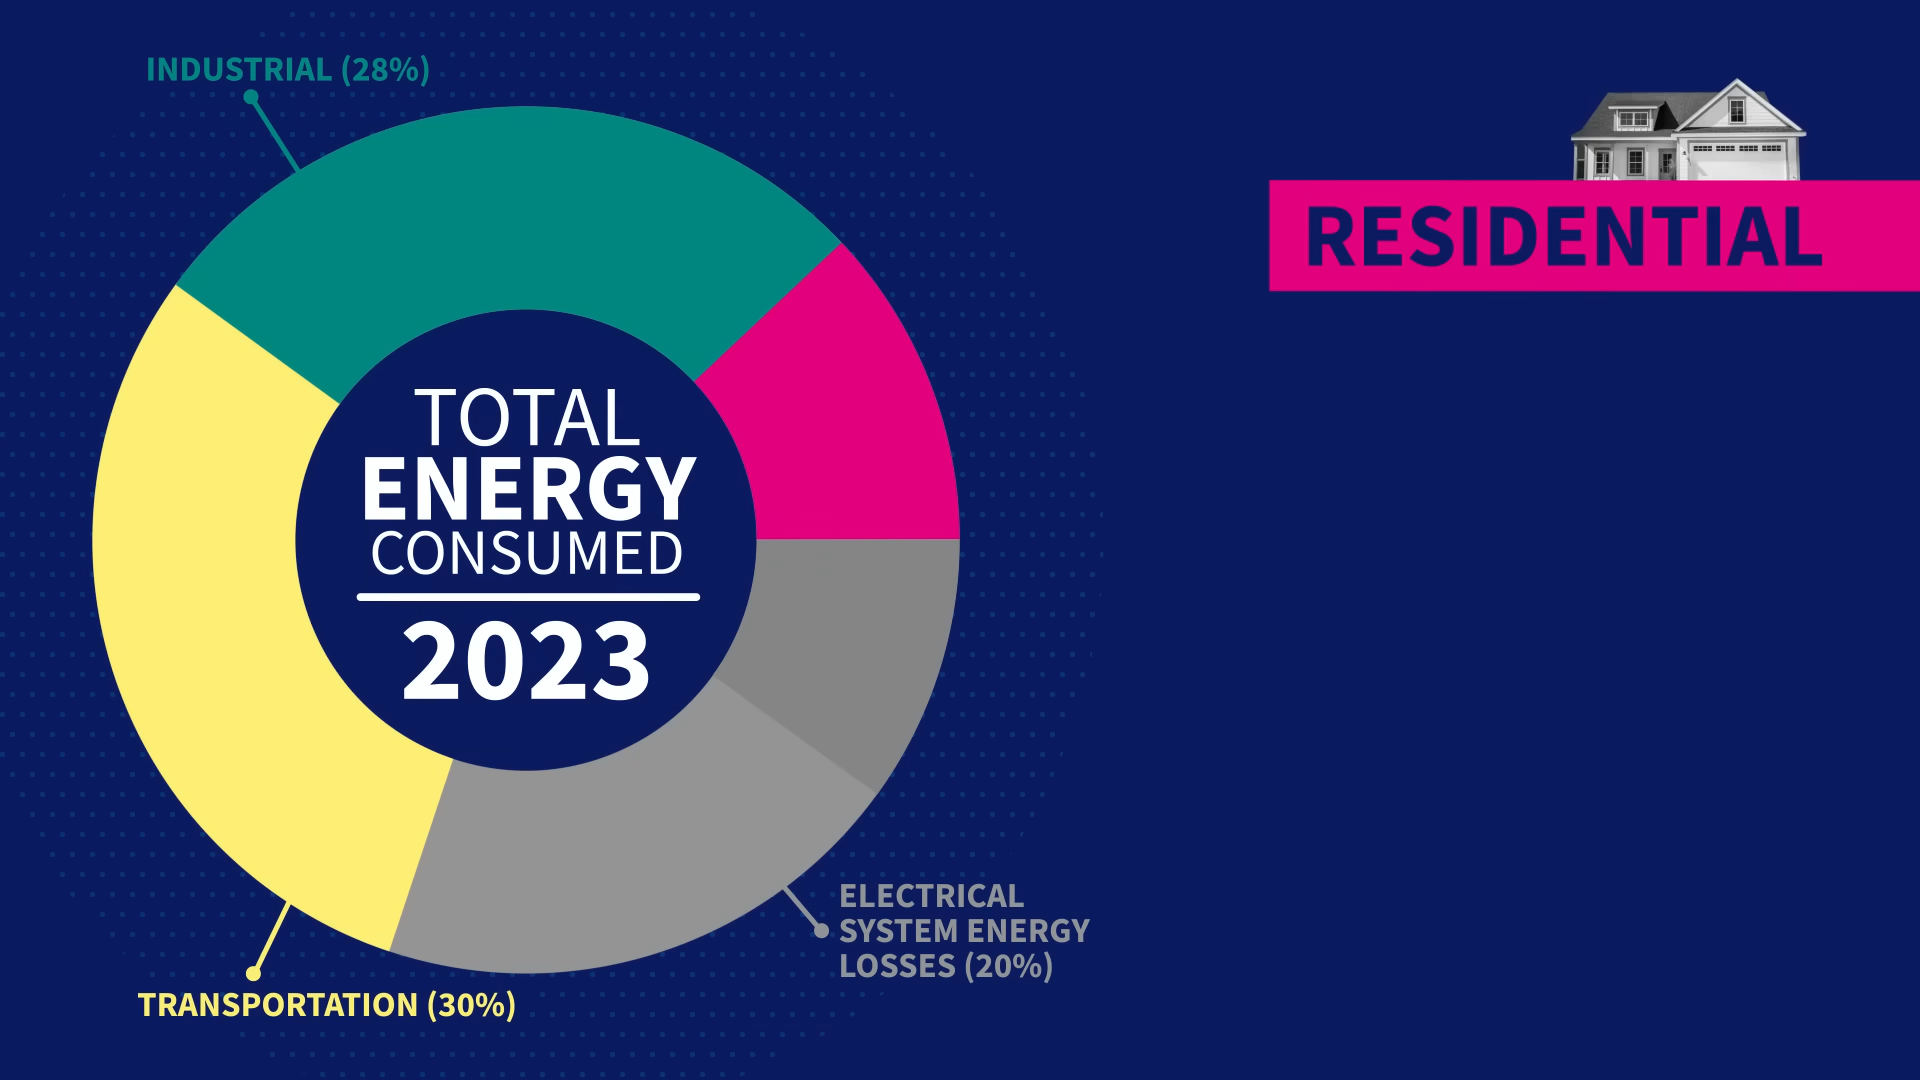 INDUSTRIAL (28%)
RESIDENTIAL
TOTAL
ENERGY
CONSUMED
2023
ELECTRICAL
SYSTEM ENERGY
LOSSES (20%)
TRANSPORTATION (30%)